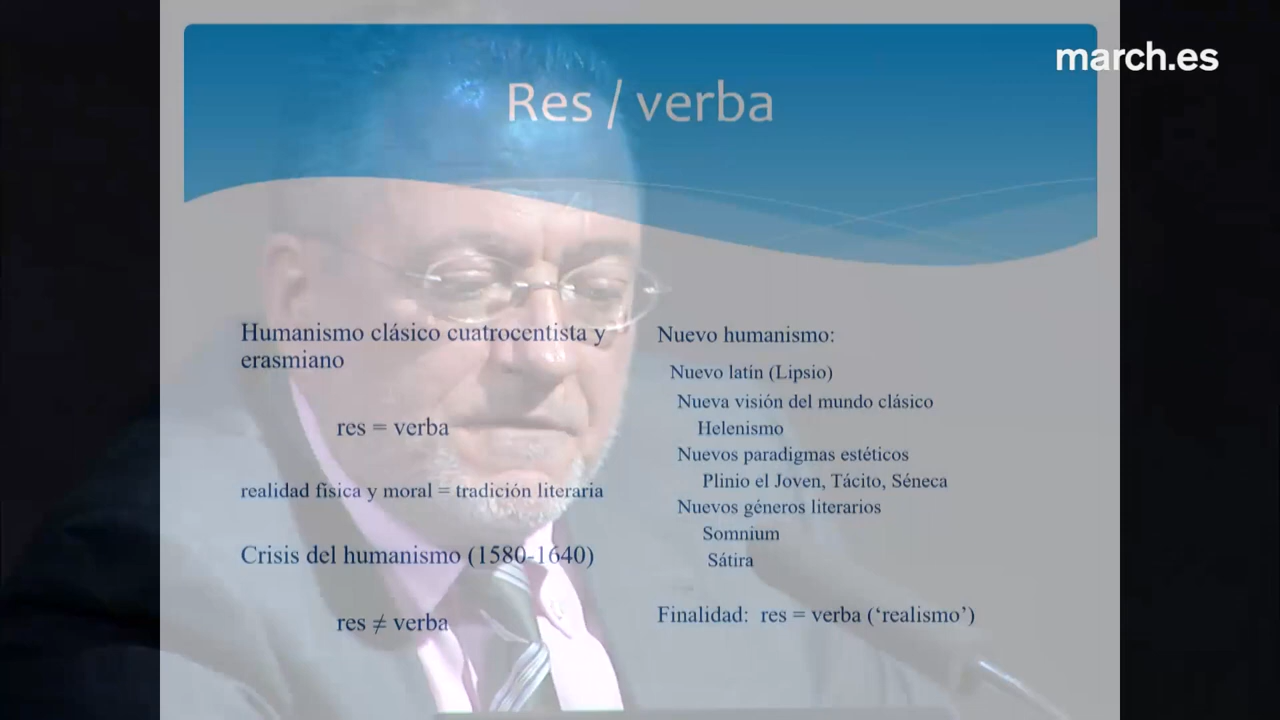 march.es
Res / verba
Humanismo clásico cuatrocentista y
erasmiano
res = verba
realidad física y moral = tradición literaria
Crisis del humanismo (1580-1640)
res ≠ verba
Nuevo humanismo:
Nuevo latín (Lipsio)
Nueva visión del mundo clásico
Helenismo
Nuevos paradigmas estéticos
Plinio el Joven, Tácito, Séneca
Nuevos géneros literarios
Somnium
Sátira
Finalidad: res = verba (‘realismo’)